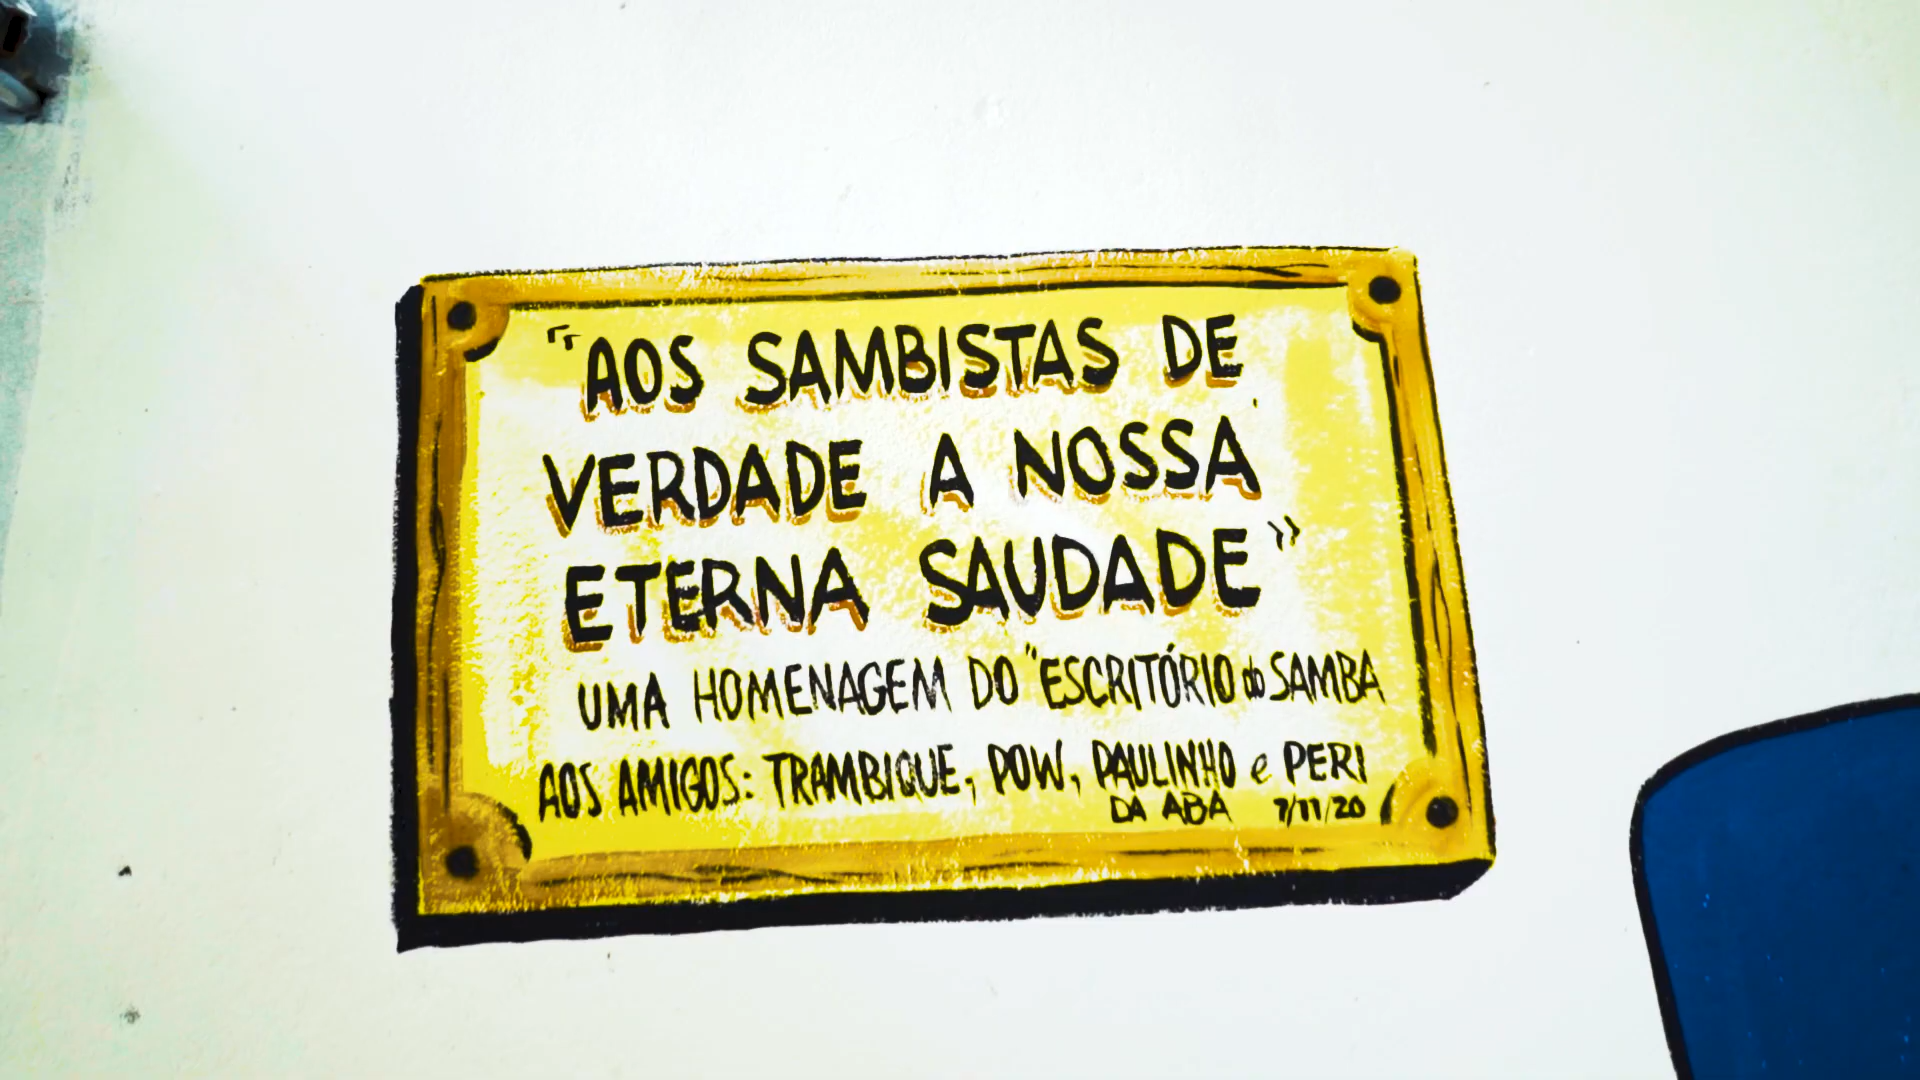 "AOS SAMBISTAS DE
VERDADE A NOSSA
ETERNA SAUDADE"
UMA HOMENAGEM DO "ESCRITÓRIO do SAMBA
AOS AMIGOS: TRAMBIQUE, POW, PAULINHO e PERI
DA ABA 7/11/20